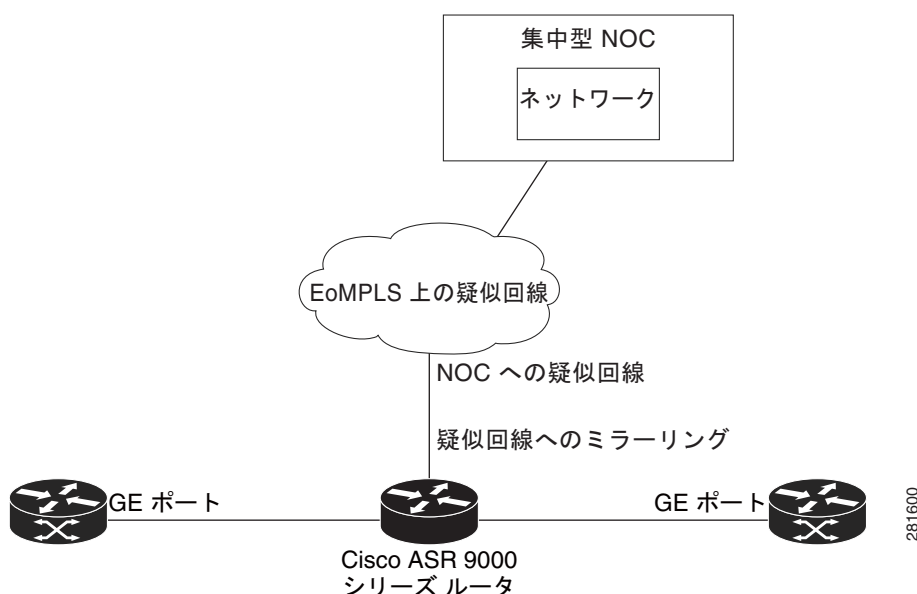 集中型 NOC
ネットワーク
EoMPLS 上の疑似回線
NOC への疑似回線
疑似回線へのミラーリング
GE ポート
GE ポート
Cisco ASR 9000
シリーズ ルータ
281600